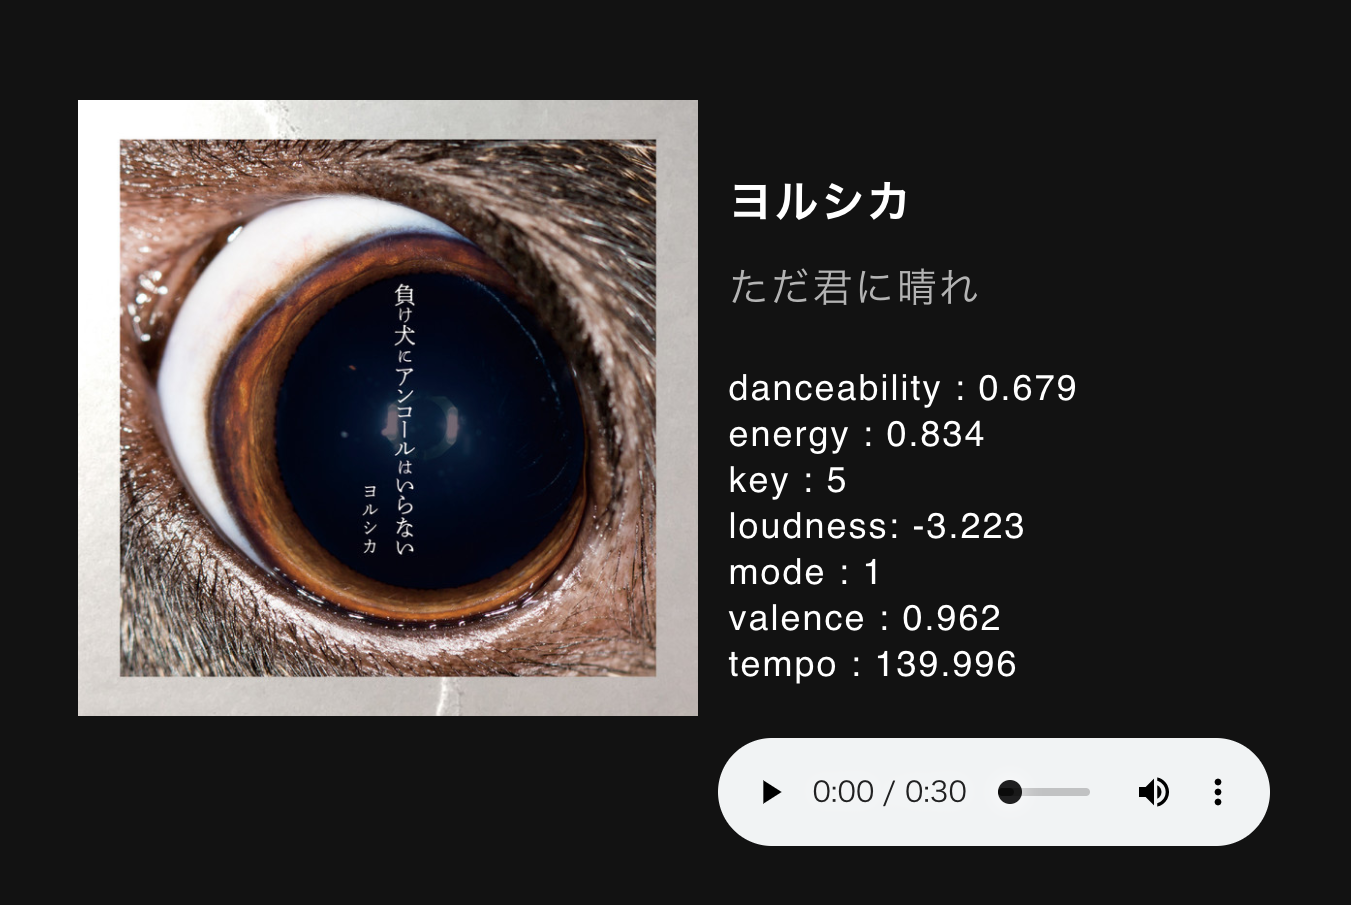 負け犬にアンコールはいらない
ヨルシカ
ヨルシカ
ただ君に晴れ
danceability : 0.679
energy : 0.834
key : 5
loudness: -3.223
mode : 1
valence : 0.962
tempo : 139.996
0:00 / 0:30